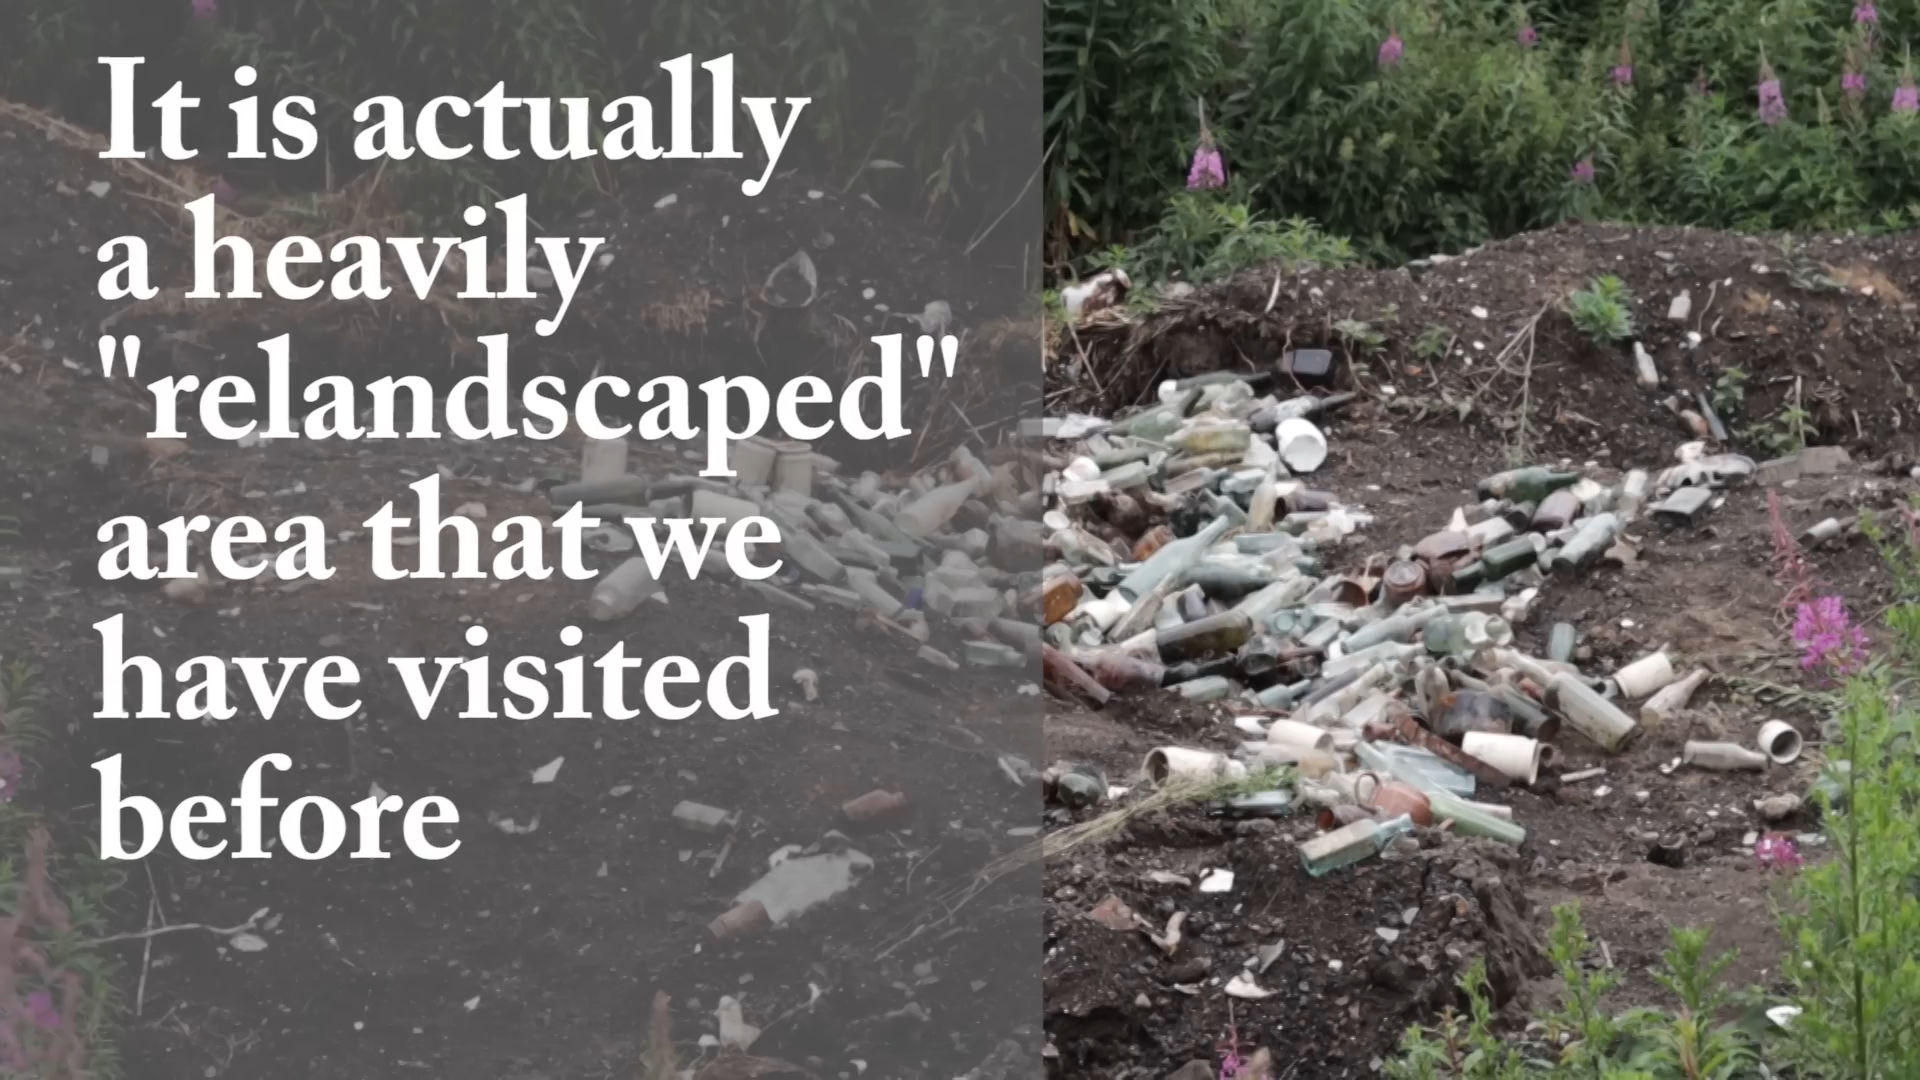 It is actually
a heavily
"relandscaped"
area that we
have visited
before